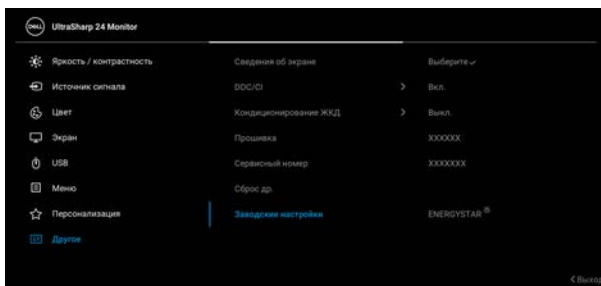 DELL UltraSharp 24 Monitor
Яркость / контрастность Сведения об экране Выберите
Источник сигнала DDC/CI Вкл.
Цвет Кондиционирование ЖКД Выкл.
Экран Прошивка XXXXXX
USB Сервисный номер XXXXXXX
Меню Сброс др.
Персонализация Заводские настройки ENERGYSTAR®
Другое
Выход